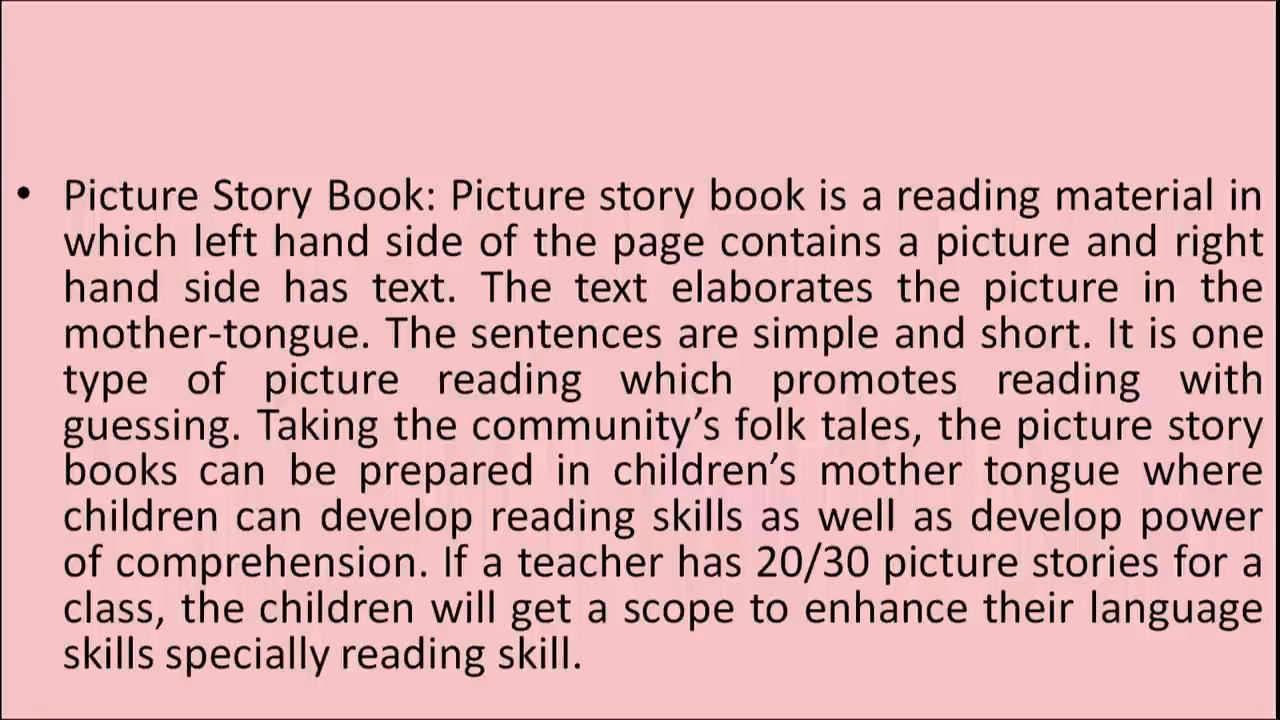 • Picture Story Book: Picture story book is a reading material in
which left hand side of the page contains a picture and right
hand side has text. The text elaborates the picture in the
mother-tongue. The sentences are simple and short. It is one
type of picture reading which promotes reading with
guessing. Taking the community’s folk tales, the picture story
books can be prepared in children’s mother tongue where
children can develop reading skills as well as develop power
of comprehension. If a teacher has 20/30 picture stories for a
class, the children will get a scope to enhance their language
skills specially reading skill.